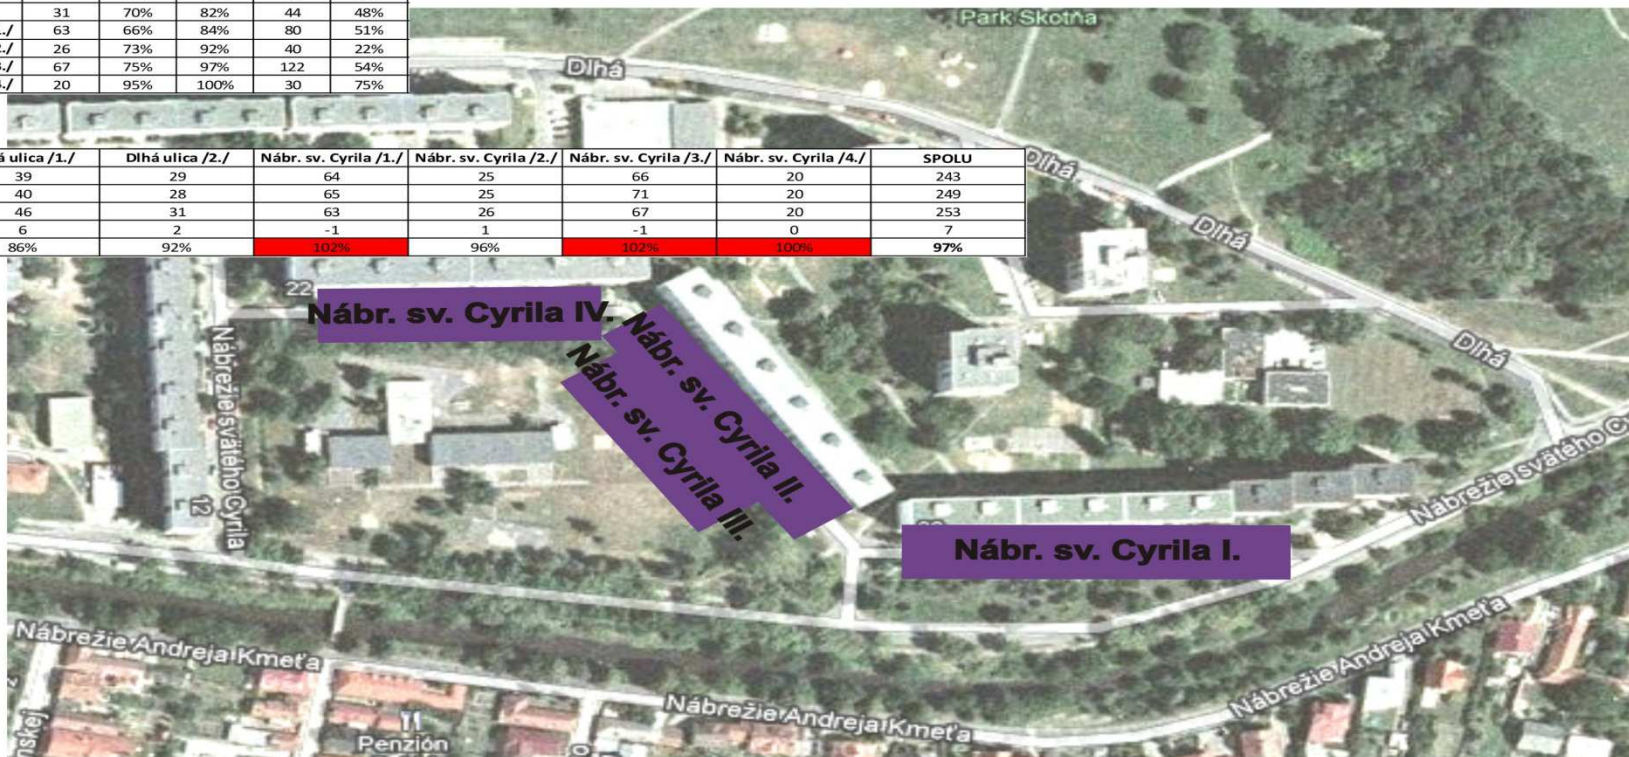 31 70% 82% 44 48%
./ 63 66% 84% 80 51%
./ 26 73% 92% 40 22%
./ 67 75% 97% 122 54%
./ 20 95% 100% 30 75%
Park Skotňa
Dlhá
á ulica /1./ Dlhá ulica /2./ Nábr. sv. Cyrila /1./ Nábr. sv. Cyrila /2./ Nábr. sv. Cyrila /3./ Nábr. sv. Cyrila /4./ SPOLU
39 29 64 25 66 20 243
40 28 65 25 71 20 249
46 31 63 26 67 20 253
6 2 -1 1 -1 0 7
86% 92% 102% 96% 102% 100% 97%
Dlhá
Dlhá
Dlhá
22
Nábr. sv. Cyrila IV.
Nábr. sv. Cyrila II.
Nábr. sv. Cyrila III.
Nábrežie svätého Cyrila
12
Nábrežie svätého C
Nábr. sv. Cyrila I.
Nábrežie Andreja Kmeťa
Nábrežie Andreja Kmeťa
Nábrežie Andreja Kmeťa
nskej
Penzión